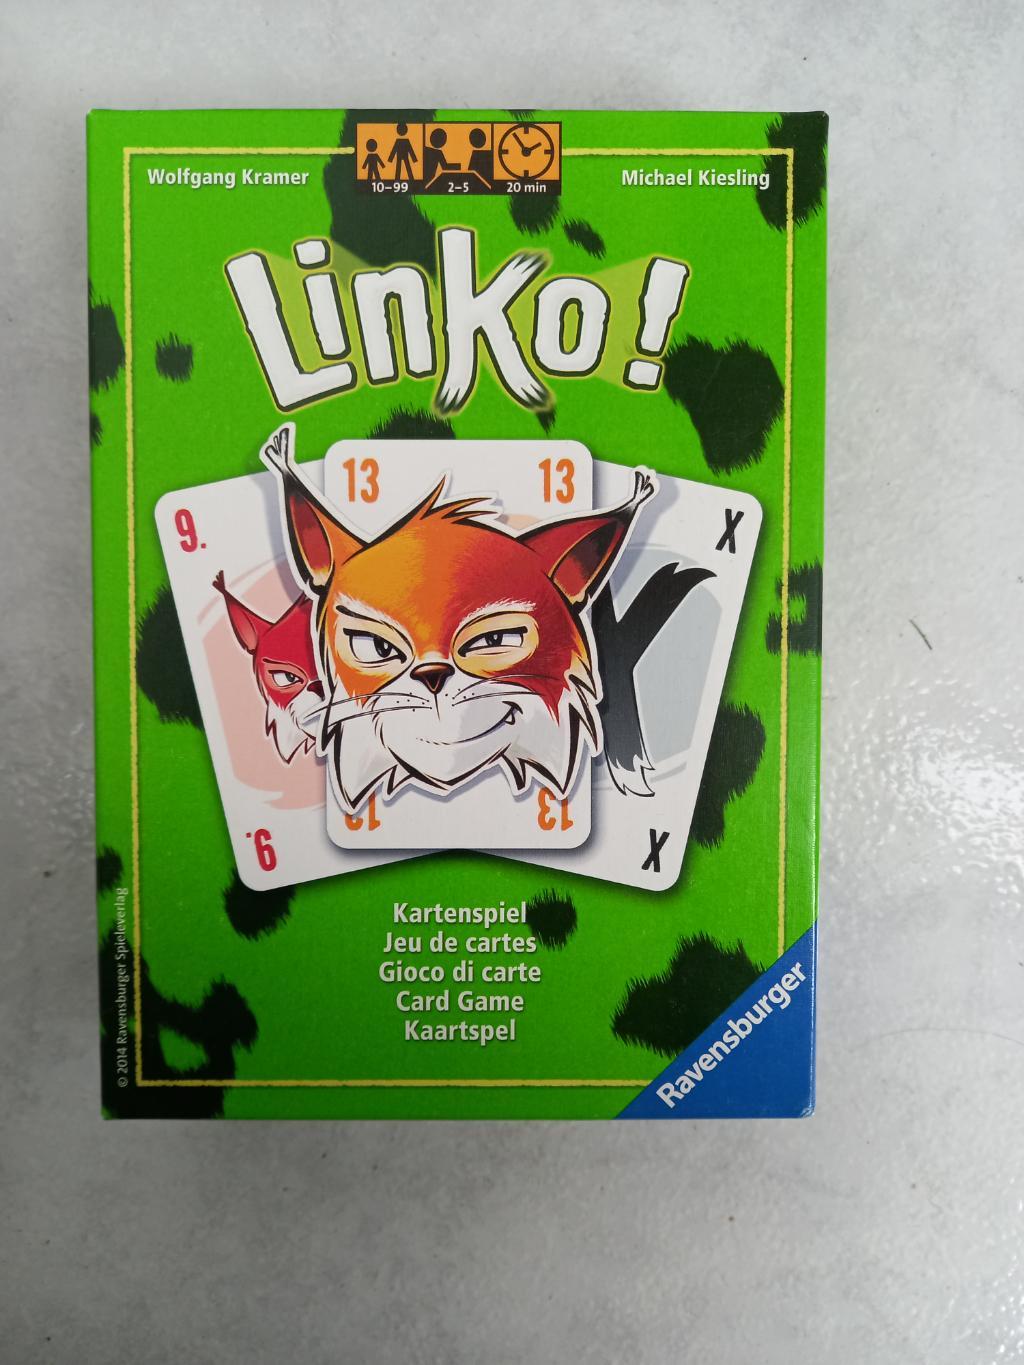 10–99
2–5
20 min
Wolfgang Kramer
Michael Kiesling
Linko!
13
13
9.
X
13
13
9.
X
Kartenspiel
Jeu de cartes
Gioco di carte
Card Game
Kaartspel
© 2014 Ravensburger Spieleverlag
Ravensburger